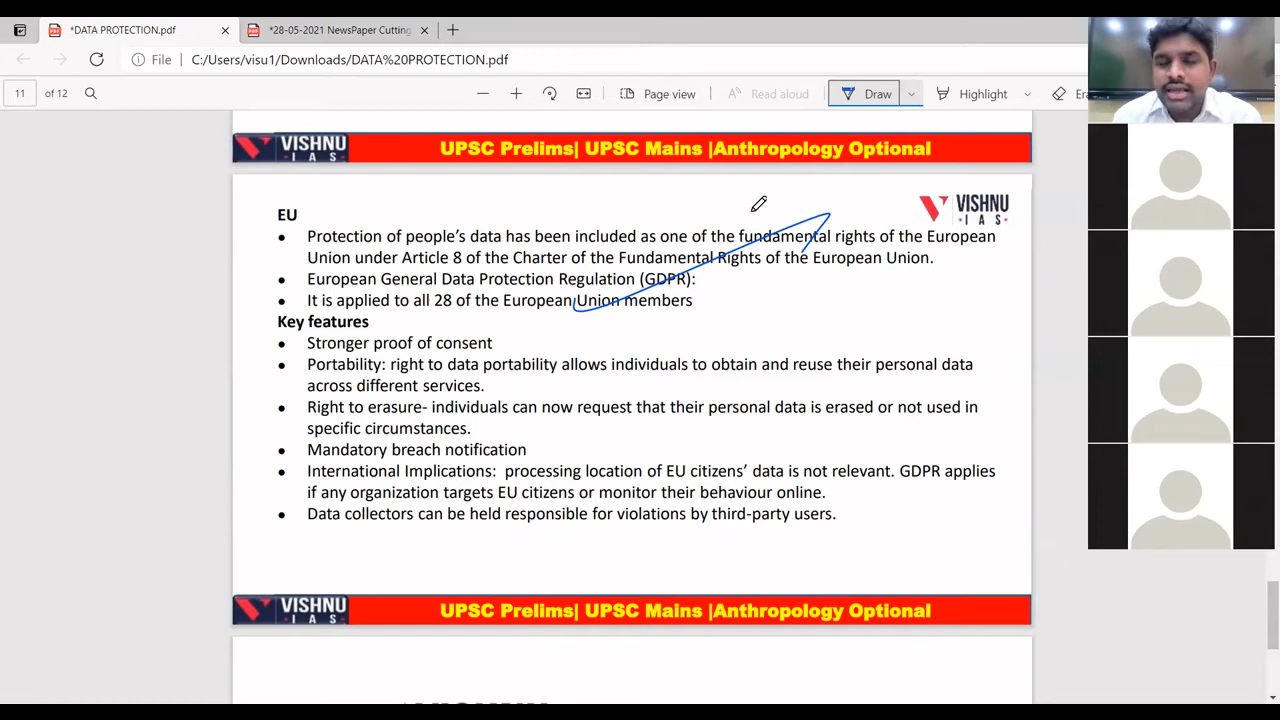 *DATA PROTECTION.pdf
*28-05-2021 NewsPaper Cutting
File C:/Users/visu1/Downloads/DATA%20PROTECTION.pdf
11 of 12 Page view Read aloud Draw Highlight
VISHNU
IAS
UPSC Prelims| UPSC Mains |Anthropology Optional
VISHNU
IAS
EU
Protection of people's data has been included as one of the fundamental rights of the European
Union under Article 8 of the Charter of the Fundamental Rights of the European Union.
European General Data Protection Regulation (GDPR):
It is applied to all 28 of the European Union members
Key features
Stronger proof of consent
Portability: right to data portability allows individuals to obtain and reuse their personal data
across different services.
Right to erasure- individuals can now request that their personal data is erased or not used in
specific circumstances.
Mandatory breach notification
International Implications: processing location of EU citizens' data is not relevant. GDPR applies
if any organization targets EU citizens or monitor their behaviour online.
Data collectors can be held responsible for violations by third-party users.
VISHNU
IAS
UPSC Prelims| UPSC Mains |Anthropology Optional